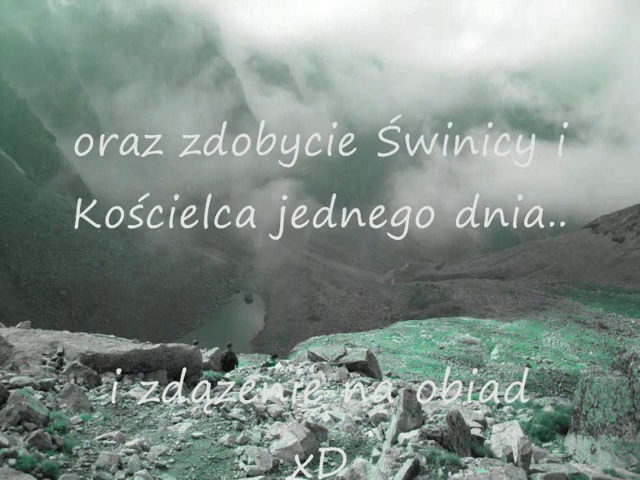 oraz zdobycie Świnicy i
Kościelca jednego dnia..
i zdążenie na obiad
xD